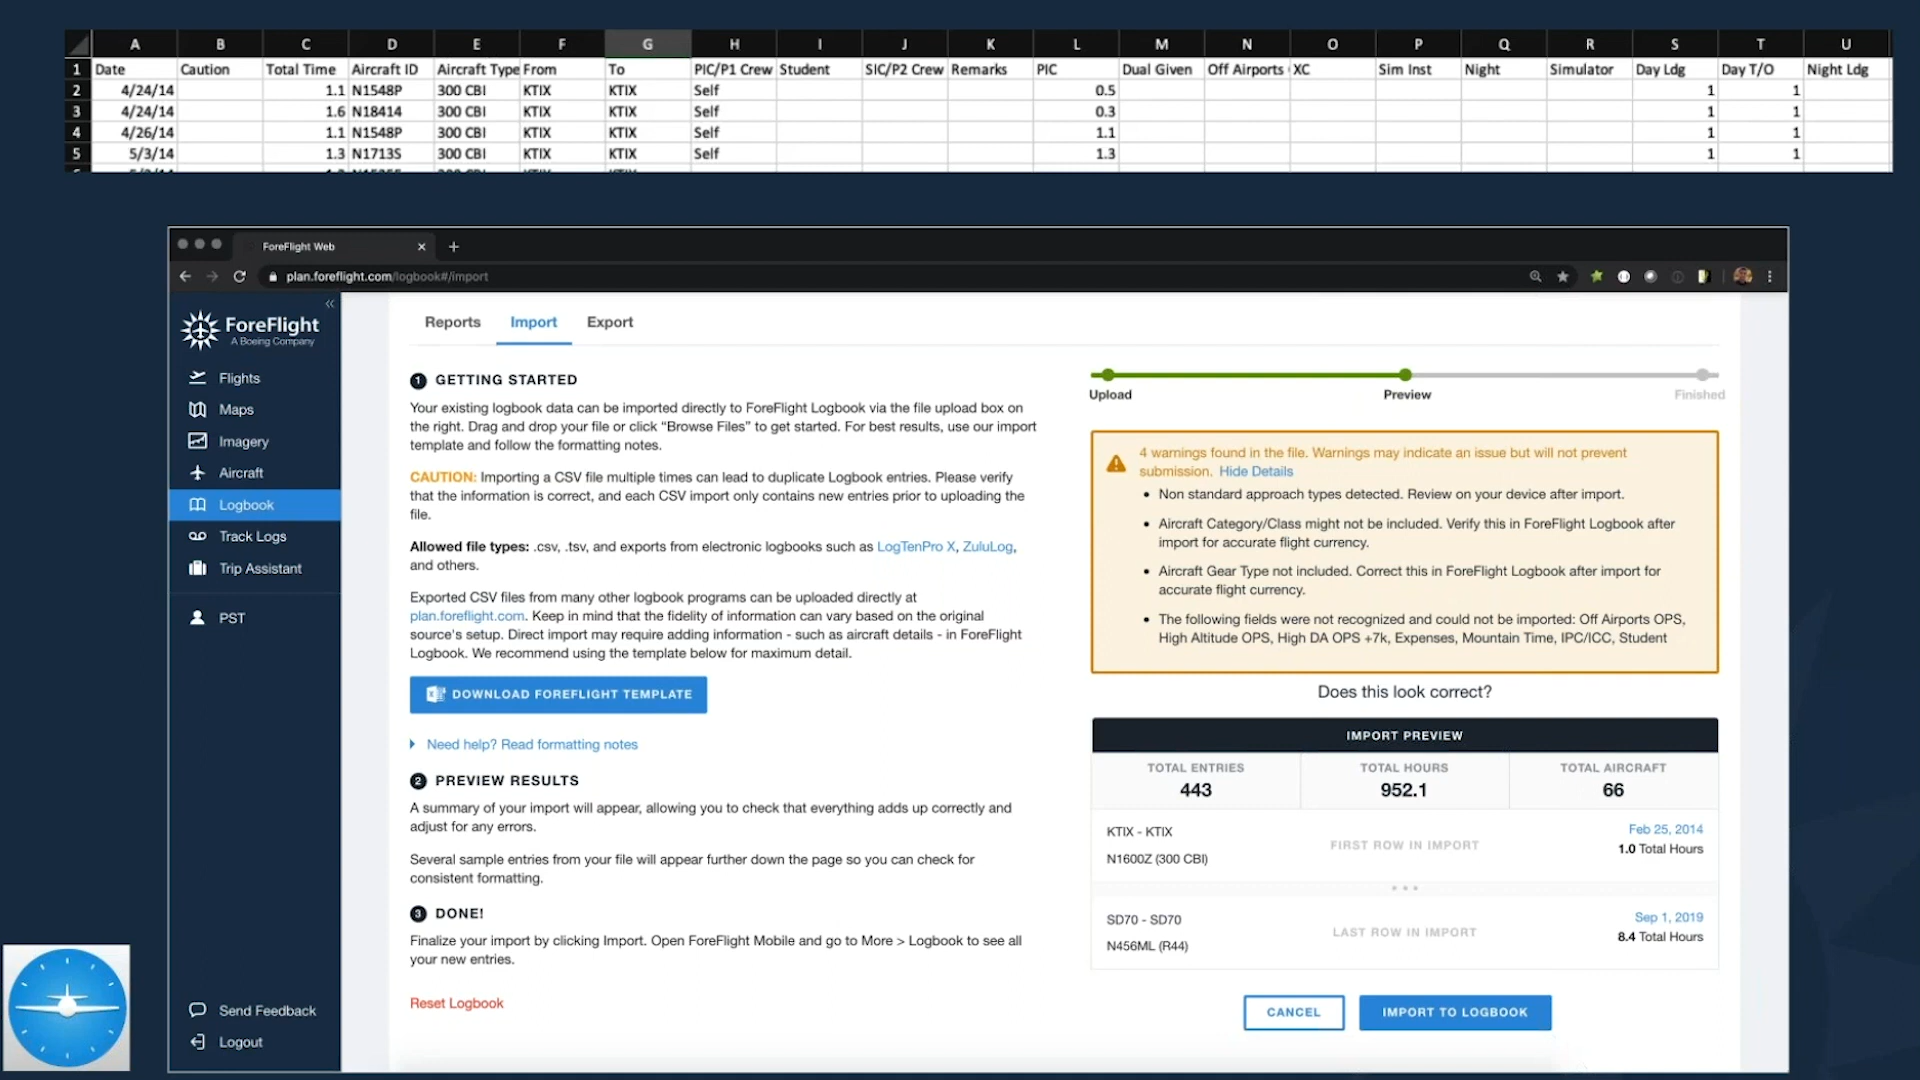 A B C D E F G H I J K L M N O P Q R S T U
1 Date Caution Total Time Aircraft ID Aircraft Type From To PIC/P1 Crew Student SIC/P2 Crew Remarks PIC Dual Given Off Airports XC Sim Inst Night Simulator Day Ldg Day T/O Night Ldg
2 4/24/14 1.1 N1548P 300 CBI KTIX KTIX Self 0.5 1 1
3 4/24/14 1.6 N18414 300 CBI KTIX KTIX Self 0.3 1 1
4 4/26/14 1.1 N1548P 300 CBI KTIX KTIX Self 1.1 1 1
5 5/3/14 1.3 N1713S 300 CBI KTIX KTIX Self 1.3 1 1
ForeFlight Web
plan.foreflight.com/logbook#/import
ForeFlight
A Boeing Company
Flights
Maps
Imagery
Aircraft
Logbook
Track Logs
Trip Assistant
PST
Send Feedback
Logout
Reports Import Export
1 GETTING STARTED
Your existing logbook data can be imported directly to ForeFlight Logbook via the file upload box on
the right. Drag and drop your file or click “Browse Files” to get started. For best results, use our import
template and follow the formatting notes.
CAUTION: Importing a CSV file multiple times can lead to duplicate Logbook entries. Please verify
that the information is correct, and each CSV import only contains new entries prior to uploading the
file.
Allowed file types: .csv, .tsv, and exports from electronic logbooks such as LogTenPro X, ZuluLog,
and others.
Exported CSV files from many other logbook programs can be uploaded directly at
plan.foreflight.com. Keep in mind that the fidelity of information can vary based on the original
source's setup. Direct import may require adding information - such as aircraft details - in ForeFlight
Logbook. We recommend using the template below for maximum detail.
DOWNLOAD FOREFLIGHT TEMPLATE
Need help? Read formatting notes
2 PREVIEW RESULTS
A summary of your import will appear, allowing you to check that everything adds up correctly and
adjust for any errors.
Several sample entries from your file will appear further down the page so you can check for
consistent formatting.
3 DONE!
Finalize your import by clicking Import. Open ForeFlight Mobile and go to More > Logbook to see all
your new entries.
Reset Logbook
Upload Preview Finished
4 warnings found in the file. Warnings may indicate an issue but will not prevent
submission. Hide Details
• Non standard approach types detected. Review on your device after import.
• Aircraft Category/Class might not be included. Verify this in ForeFlight Logbook after
import for accurate flight currency.
• Aircraft Gear Type not included. Correct this in ForeFlight Logbook after import for
accurate flight currency.
• The following fields were not recognized and could not be imported: Off Airports OPS,
High Altitude OPS, High DA OPS +7k, Expenses, Mountain Time, IPC/ICC, Student
Does this look correct?
IMPORT PREVIEW
TOTAL ENTRIES TOTAL HOURS TOTAL AIRCRAFT
443 952.1 66
KTIX - KTIX Feb 25, 2014
FIRST ROW IN IMPORT 1.0 Total Hours
N1600Z (300 CBI)
SD70 - SD70 Sep 1, 2019
LAST ROW IN IMPORT 8.4 Total Hours
N456ML (R44)
CANCEL IMPORT TO LOGBOOK